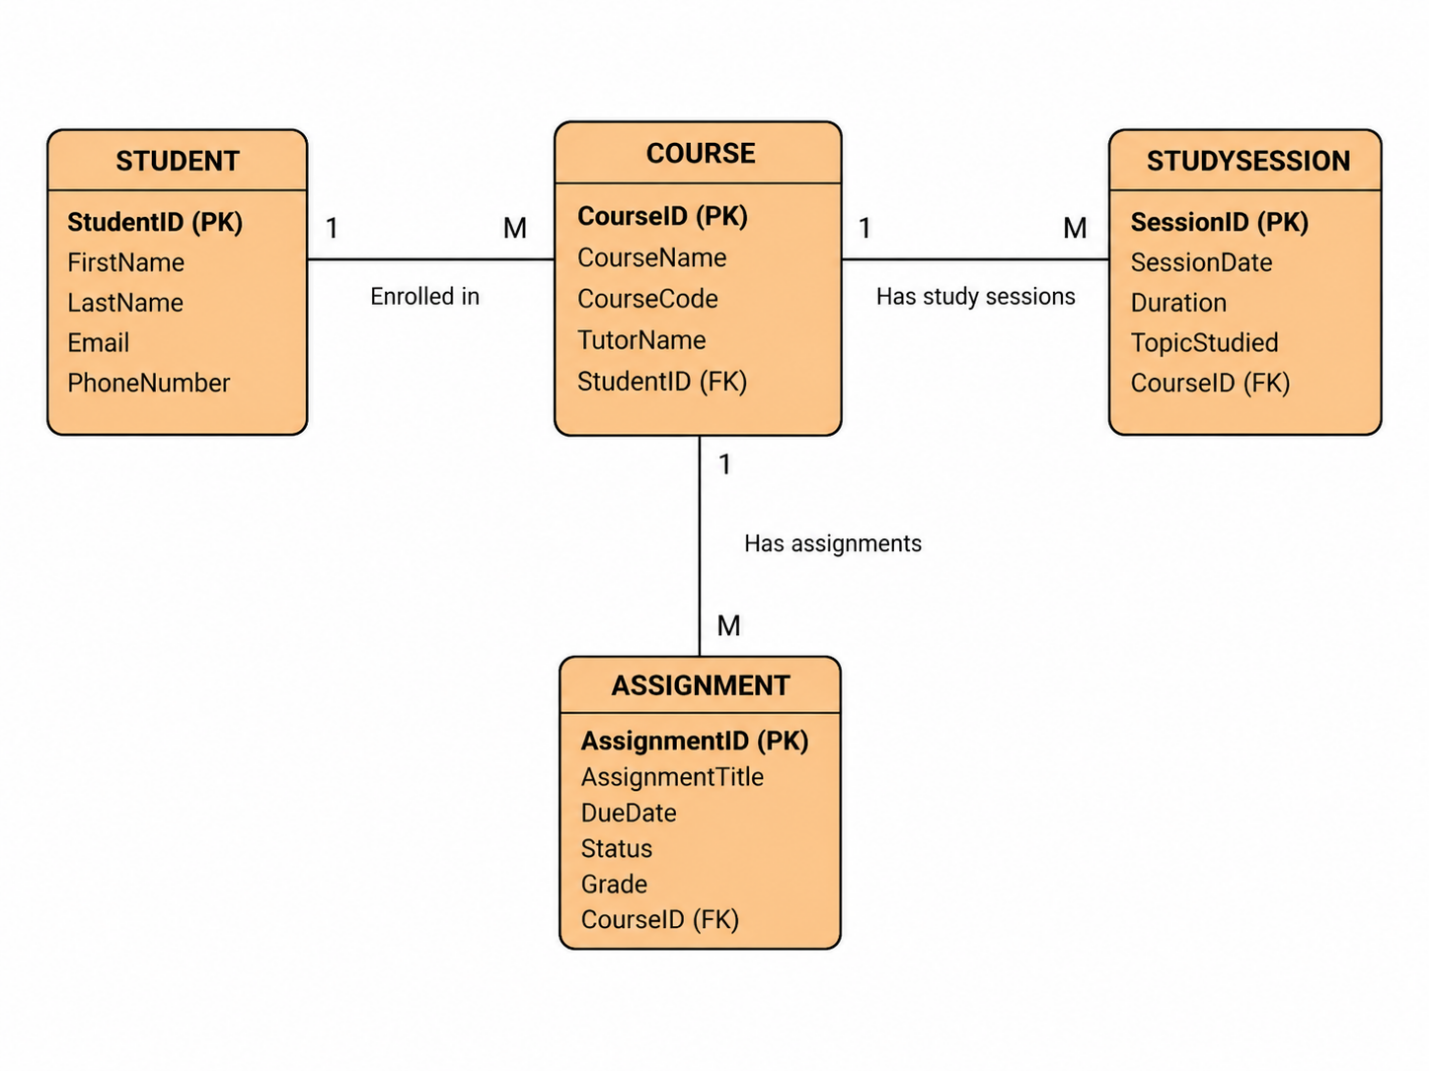 STUDENT
StudentID (PK)
FirstName
LastName
Email
PhoneNumber
1
M
Enrolled in
COURSE
CourseID (PK)
CourseName
CourseCode
TutorName
StudentID (FK)
1
M
Has study sessions
STUDYSESSION
SessionID (PK)
SessionDate
Duration
TopicStudied
CourseID (FK)
1
Has assignments
M
ASSIGNMENT
AssignmentID (PK)
AssignmentTitle
DueDate
Status
Grade
CourseID (FK)